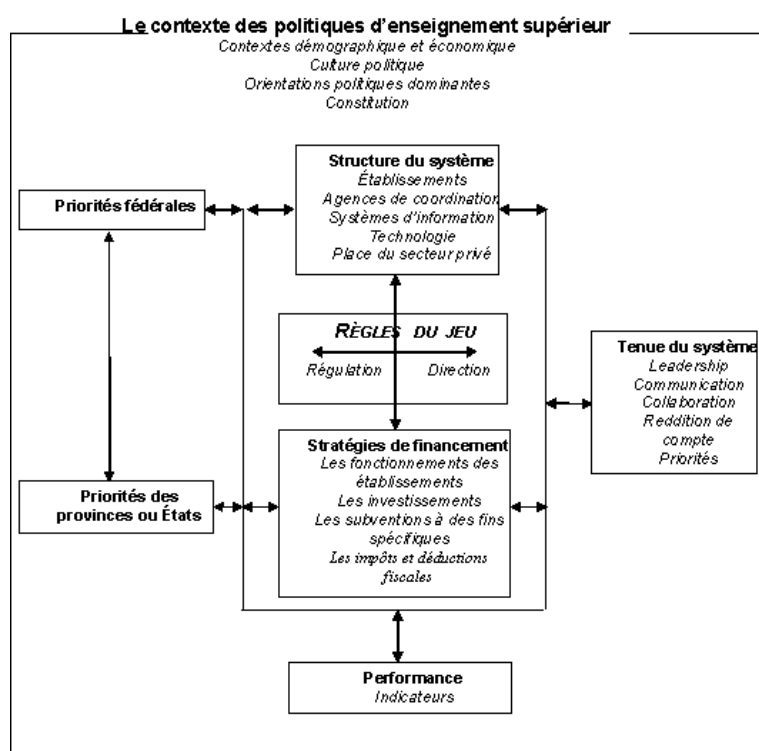 Le contexte des politiques d'enseignement supérieur
Contextes démographique et économique
Culture politique
Orientations politiques dominantes
Constitution
Structure du système
Établissements
Agences de coordination
Systèmes d'information
Technologie
Place du secteur privé
Priorités fédérales
RÈGLES DU JEU
Régulation Direction
Tenue du système
Leadership
Communication
Collaboration
Reddition de
compte
Priorités
Stratégies de financement
Les fonctionnements des
établissements
Les investissements
Les subventions à des fins
spécifiques
Les impôts et déductions
fiscales
Priorités des
provinces ou États
Performance
Indicateurs